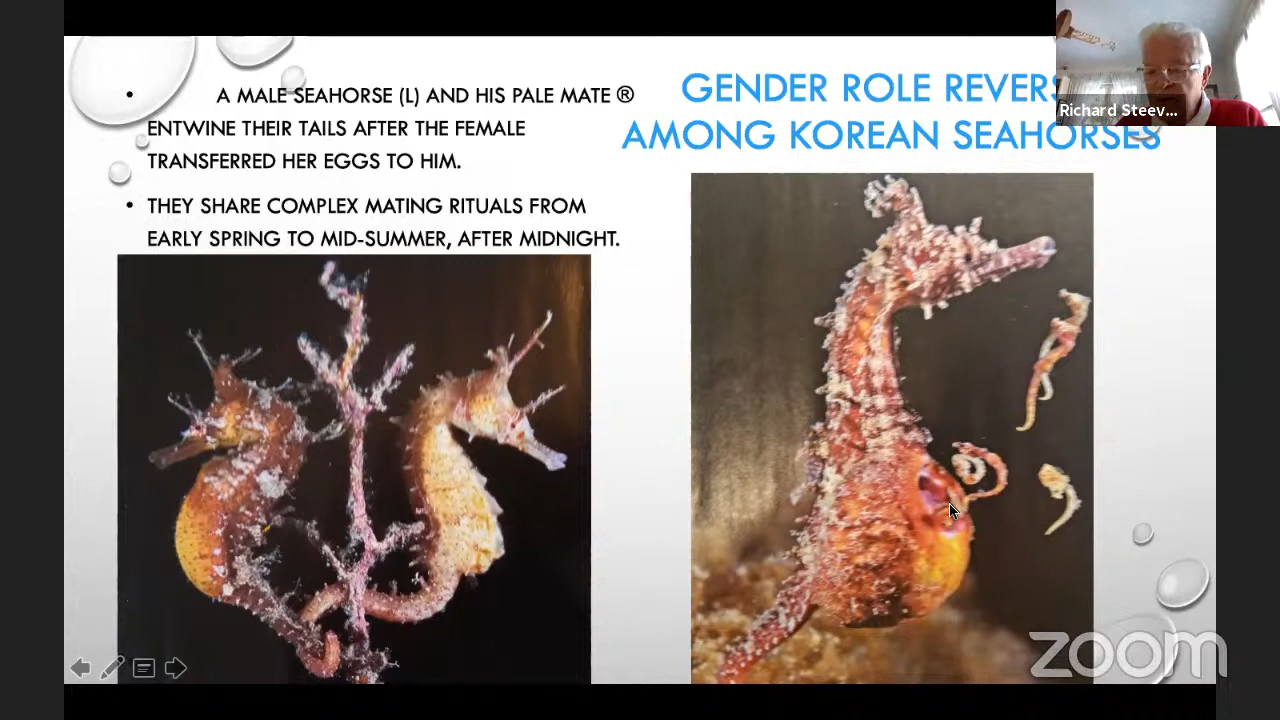 • A MALE SEAHORSE (L) AND HIS PALE MATE ®
ENTWINE THEIR TAILS AFTER THE FEMALE
TRANSFERRED HER EGGS TO HIM.
• THEY SHARE COMPLEX MATING RITUALS FROM
EARLY SPRING TO MID-SUMMER, AFTER MIDNIGHT.
GENDER ROLE REVERS
AMONG KOREAN SEAHORSES
Richard Steev...
zoom